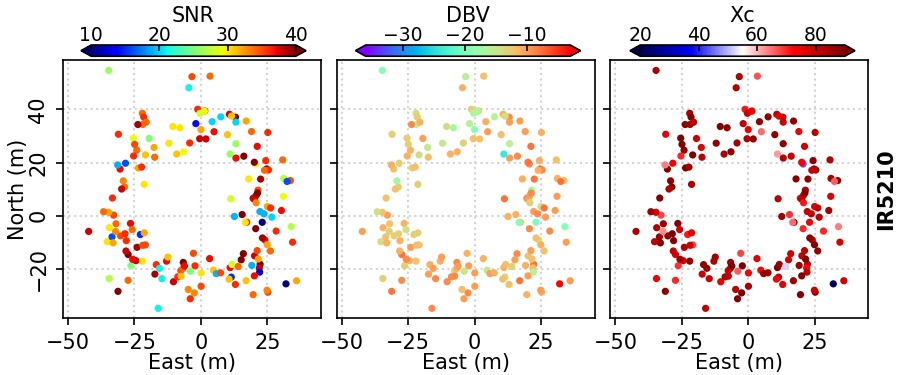 SNR DBV Xc
10 20 30 40 −30 −20 −10 20 40 60 80
40
20
0
−20
North (m)
IR5210
−50 −25 0 25 −50 −25 0 25 −50 −25 0 25
East (m) East (m) East (m)